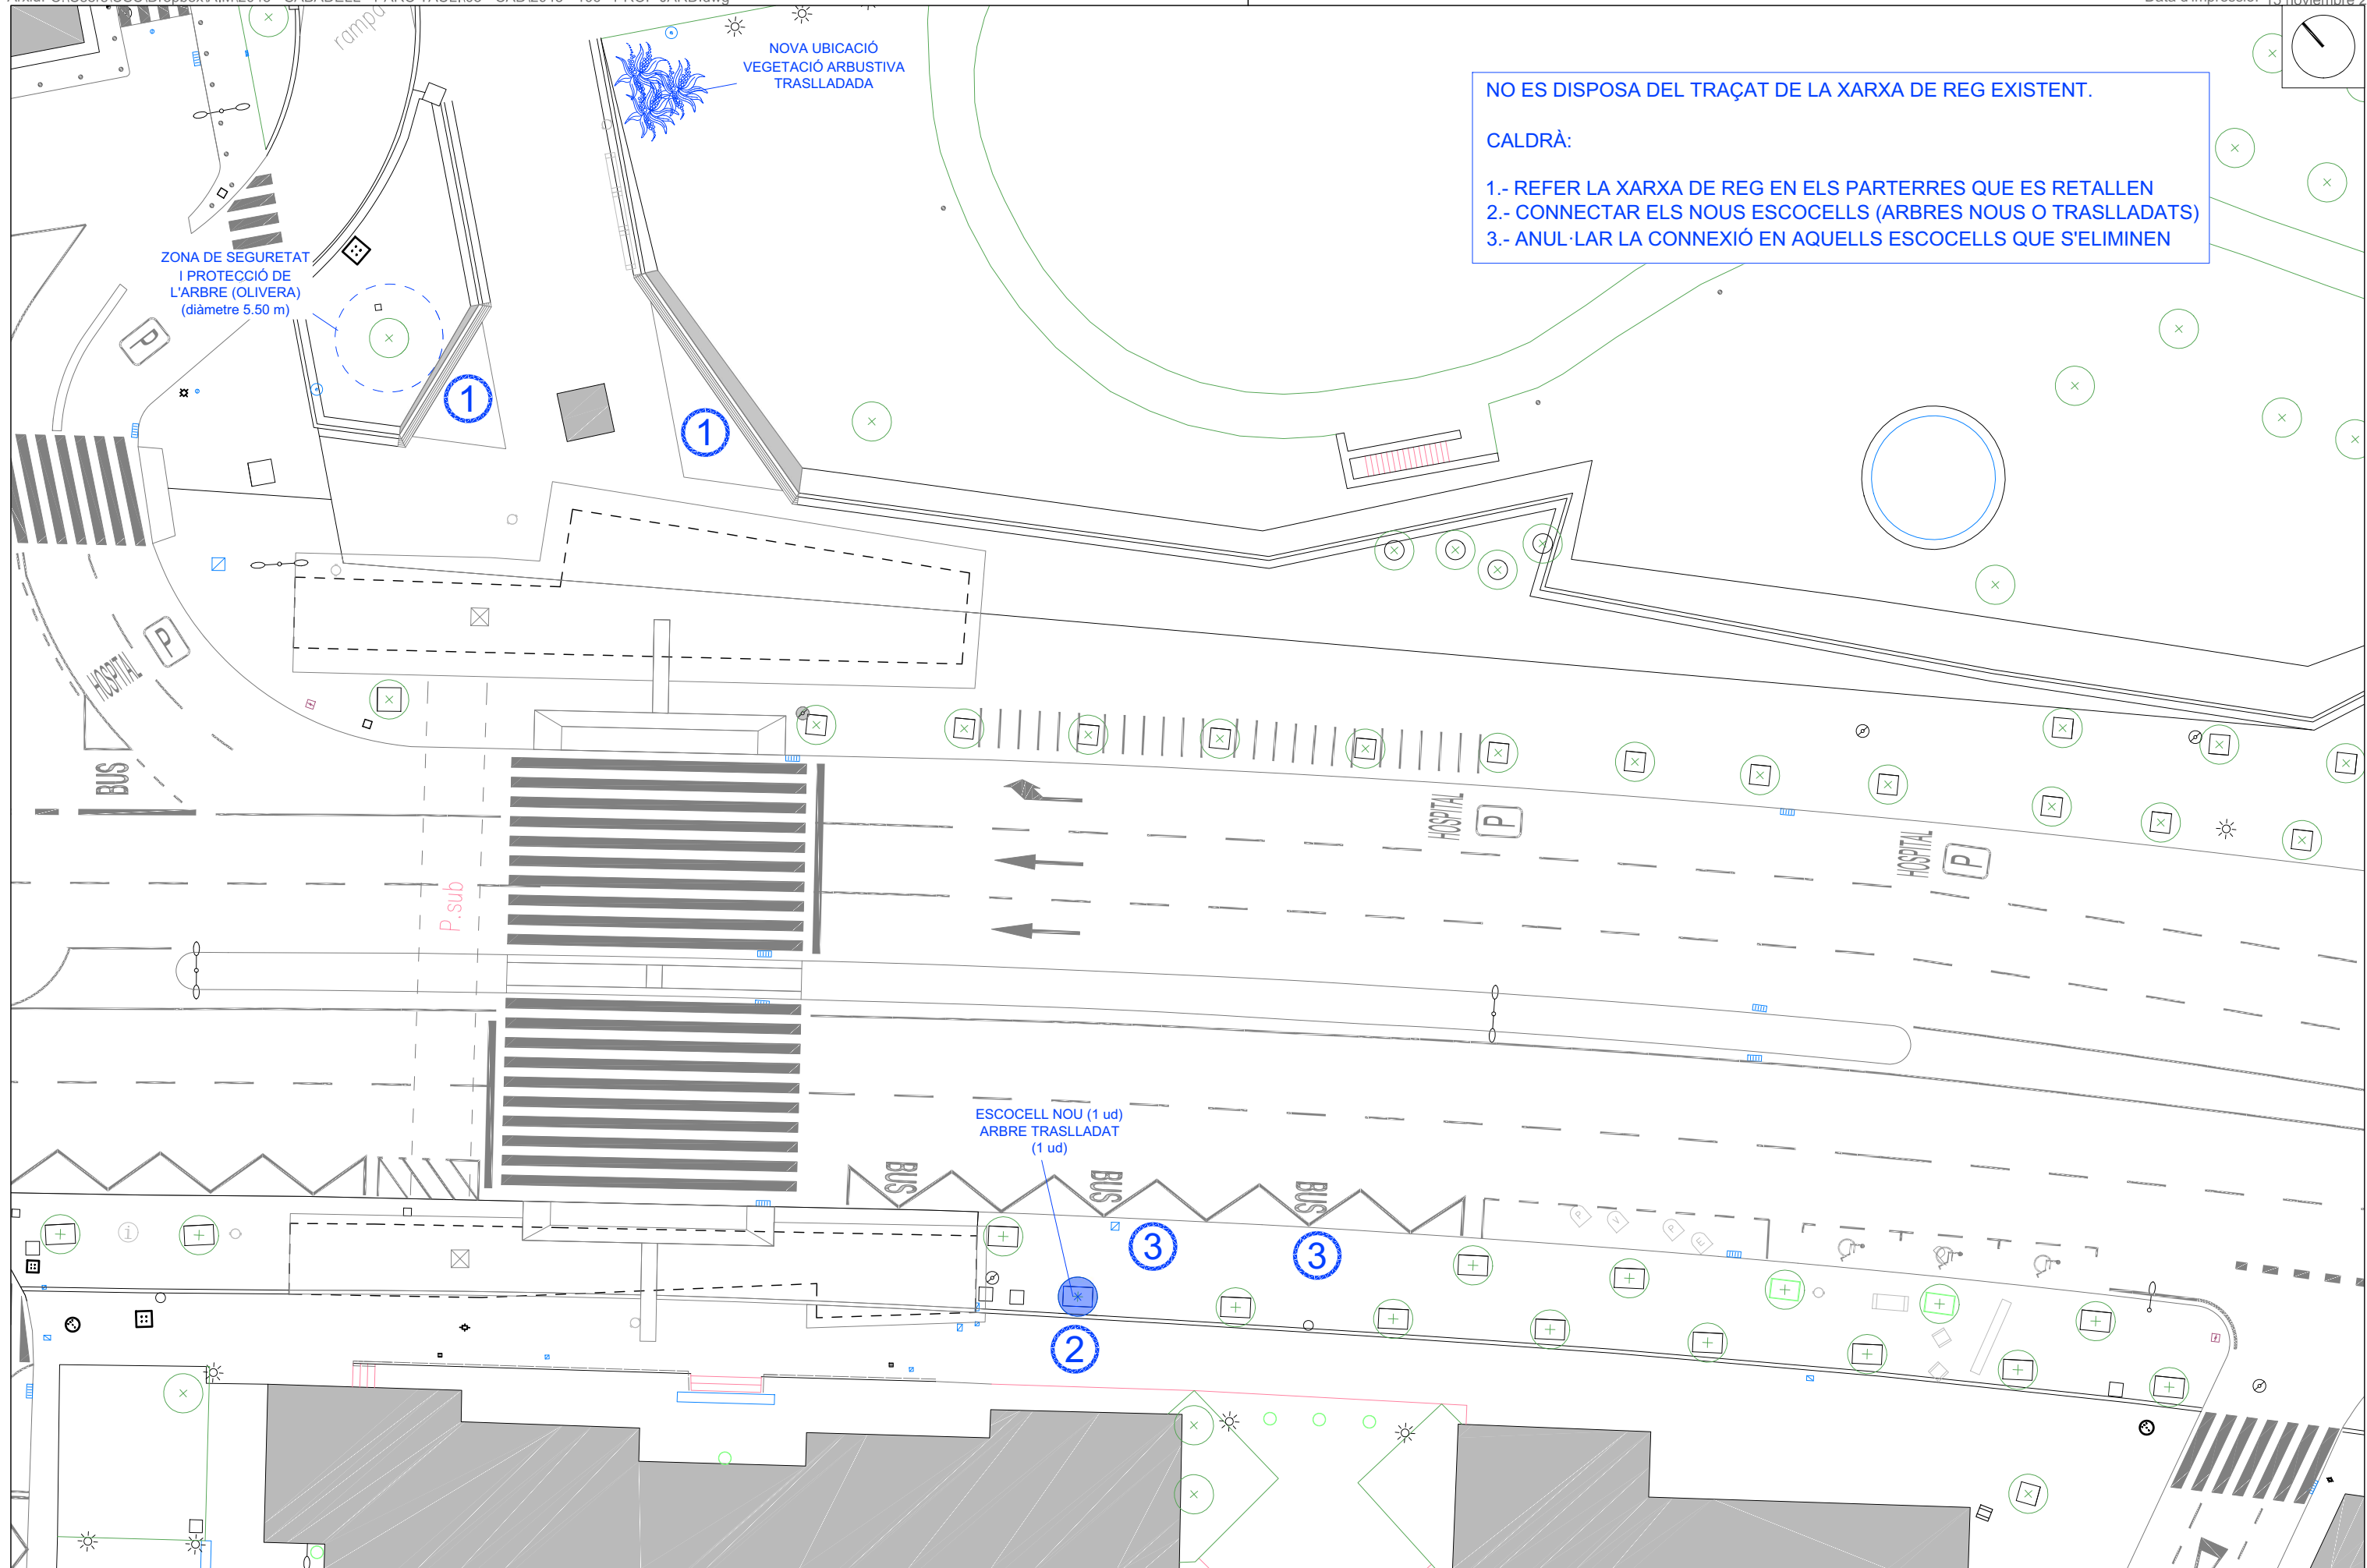 rampa
NOVA UBICACIÓ
VEGETACIÓ ARBUSTIVA
TRASLLADADA
NO ES DISPOSA DEL TRAÇAT DE LA XARXA DE REG EXISTENT.
CALDRÀ:
1.- REFER LA XARXA DE REG EN ELS PARTERRES QUE ES RETALLEN
2.- CONNECTAR ELS NOUS ESCOCELLS (ARBRES NOUS O TRASLLADATS)
3.- ANUL·LAR LA CONNEXIÓ EN AQUELLS ESCOCELLS QUE S'ELIMINEN
ZONA DE SEGURETAT
I PROTECCIÓ DE
L'ARBRE (OLIVERA)
(diàmetre 5.50 m)
P
1
1
P
HOSPITAL
BUS
HOSPITAL
P
HOSPITAL
P
P.sub
ESCOCELL NOU (1 ud)
ARBRE TRASLLADAT
(1 ud)
BUS
BUS
BUS
P
V
P
E
i
3
3
2